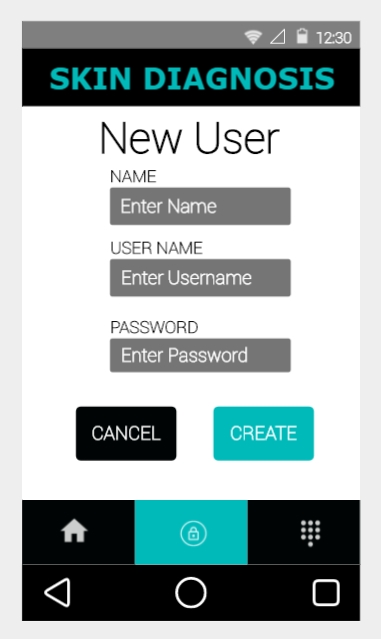 12:30
SKIN DIAGNOSIS
New User
NAME
Enter Name
USER NAME
Enter Username
PASSWORD
Enter Password
CANCEL CREATE